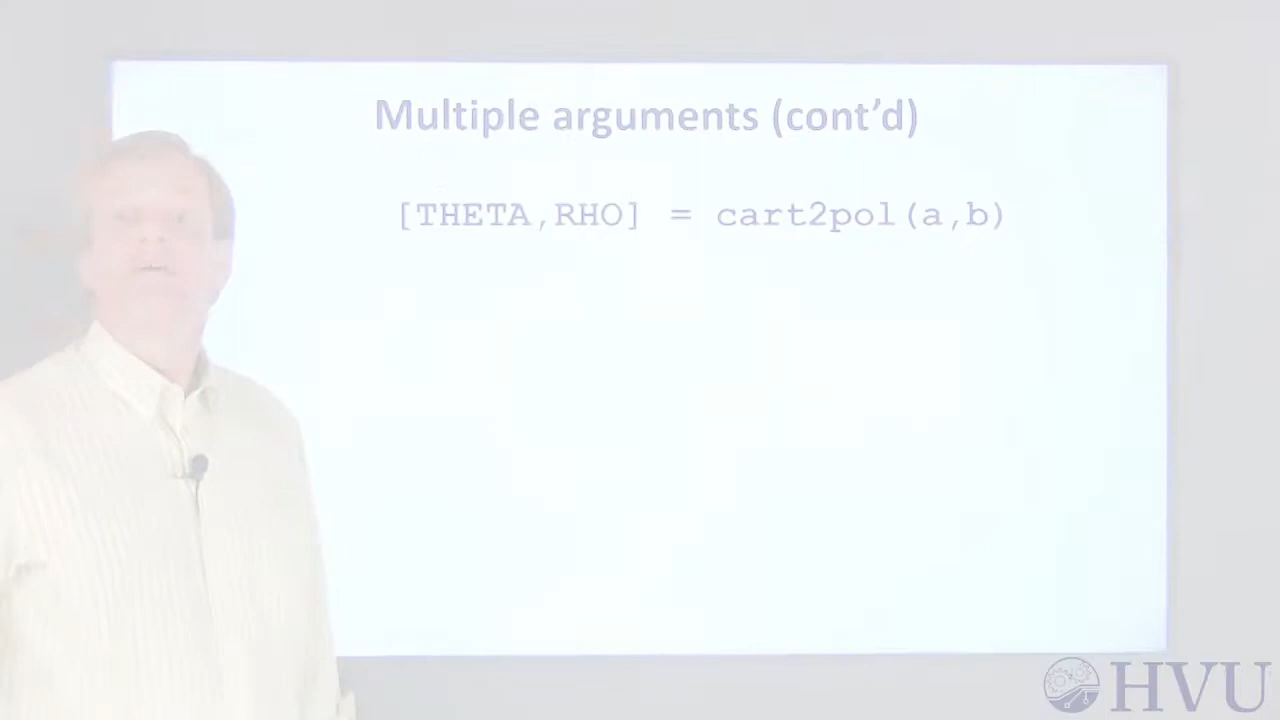 Multiple arguments (cont’d)
[THETA,RHO] = cart2pol(a,b)
HVU